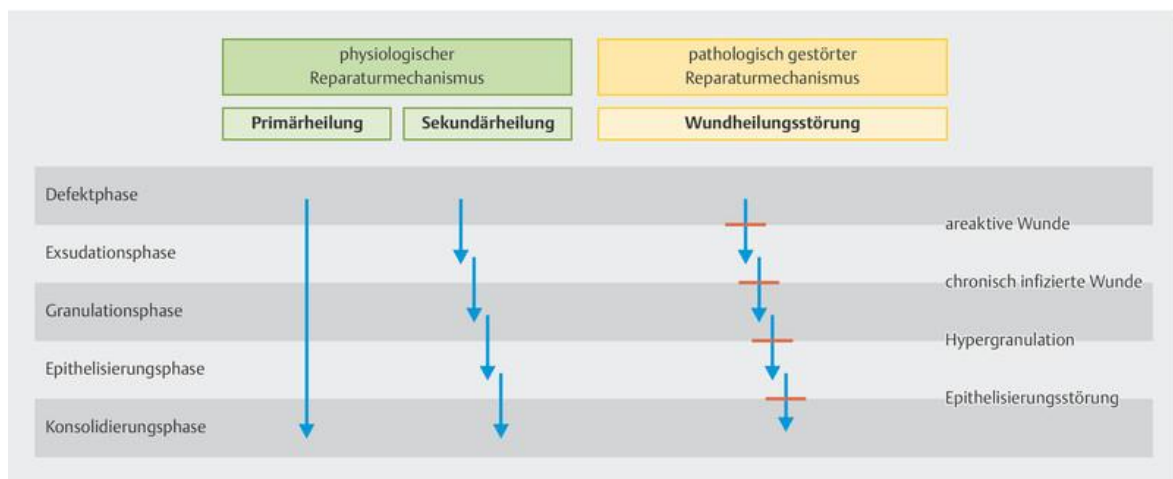 physiologischer
Reparaturmechanismus
pathologisch gestörter
Reparaturmechanismus
Primärheilung
Sekundärheilung
Wundheilungsstörung
Defektphase
areaktive Wunde
Exsudationsphase
chronisch infizierte Wunde
Granulationsphase
Hypergranulation
Epithelisierungsphase
Epithelisierungsstörung
Konsolidierungsphase